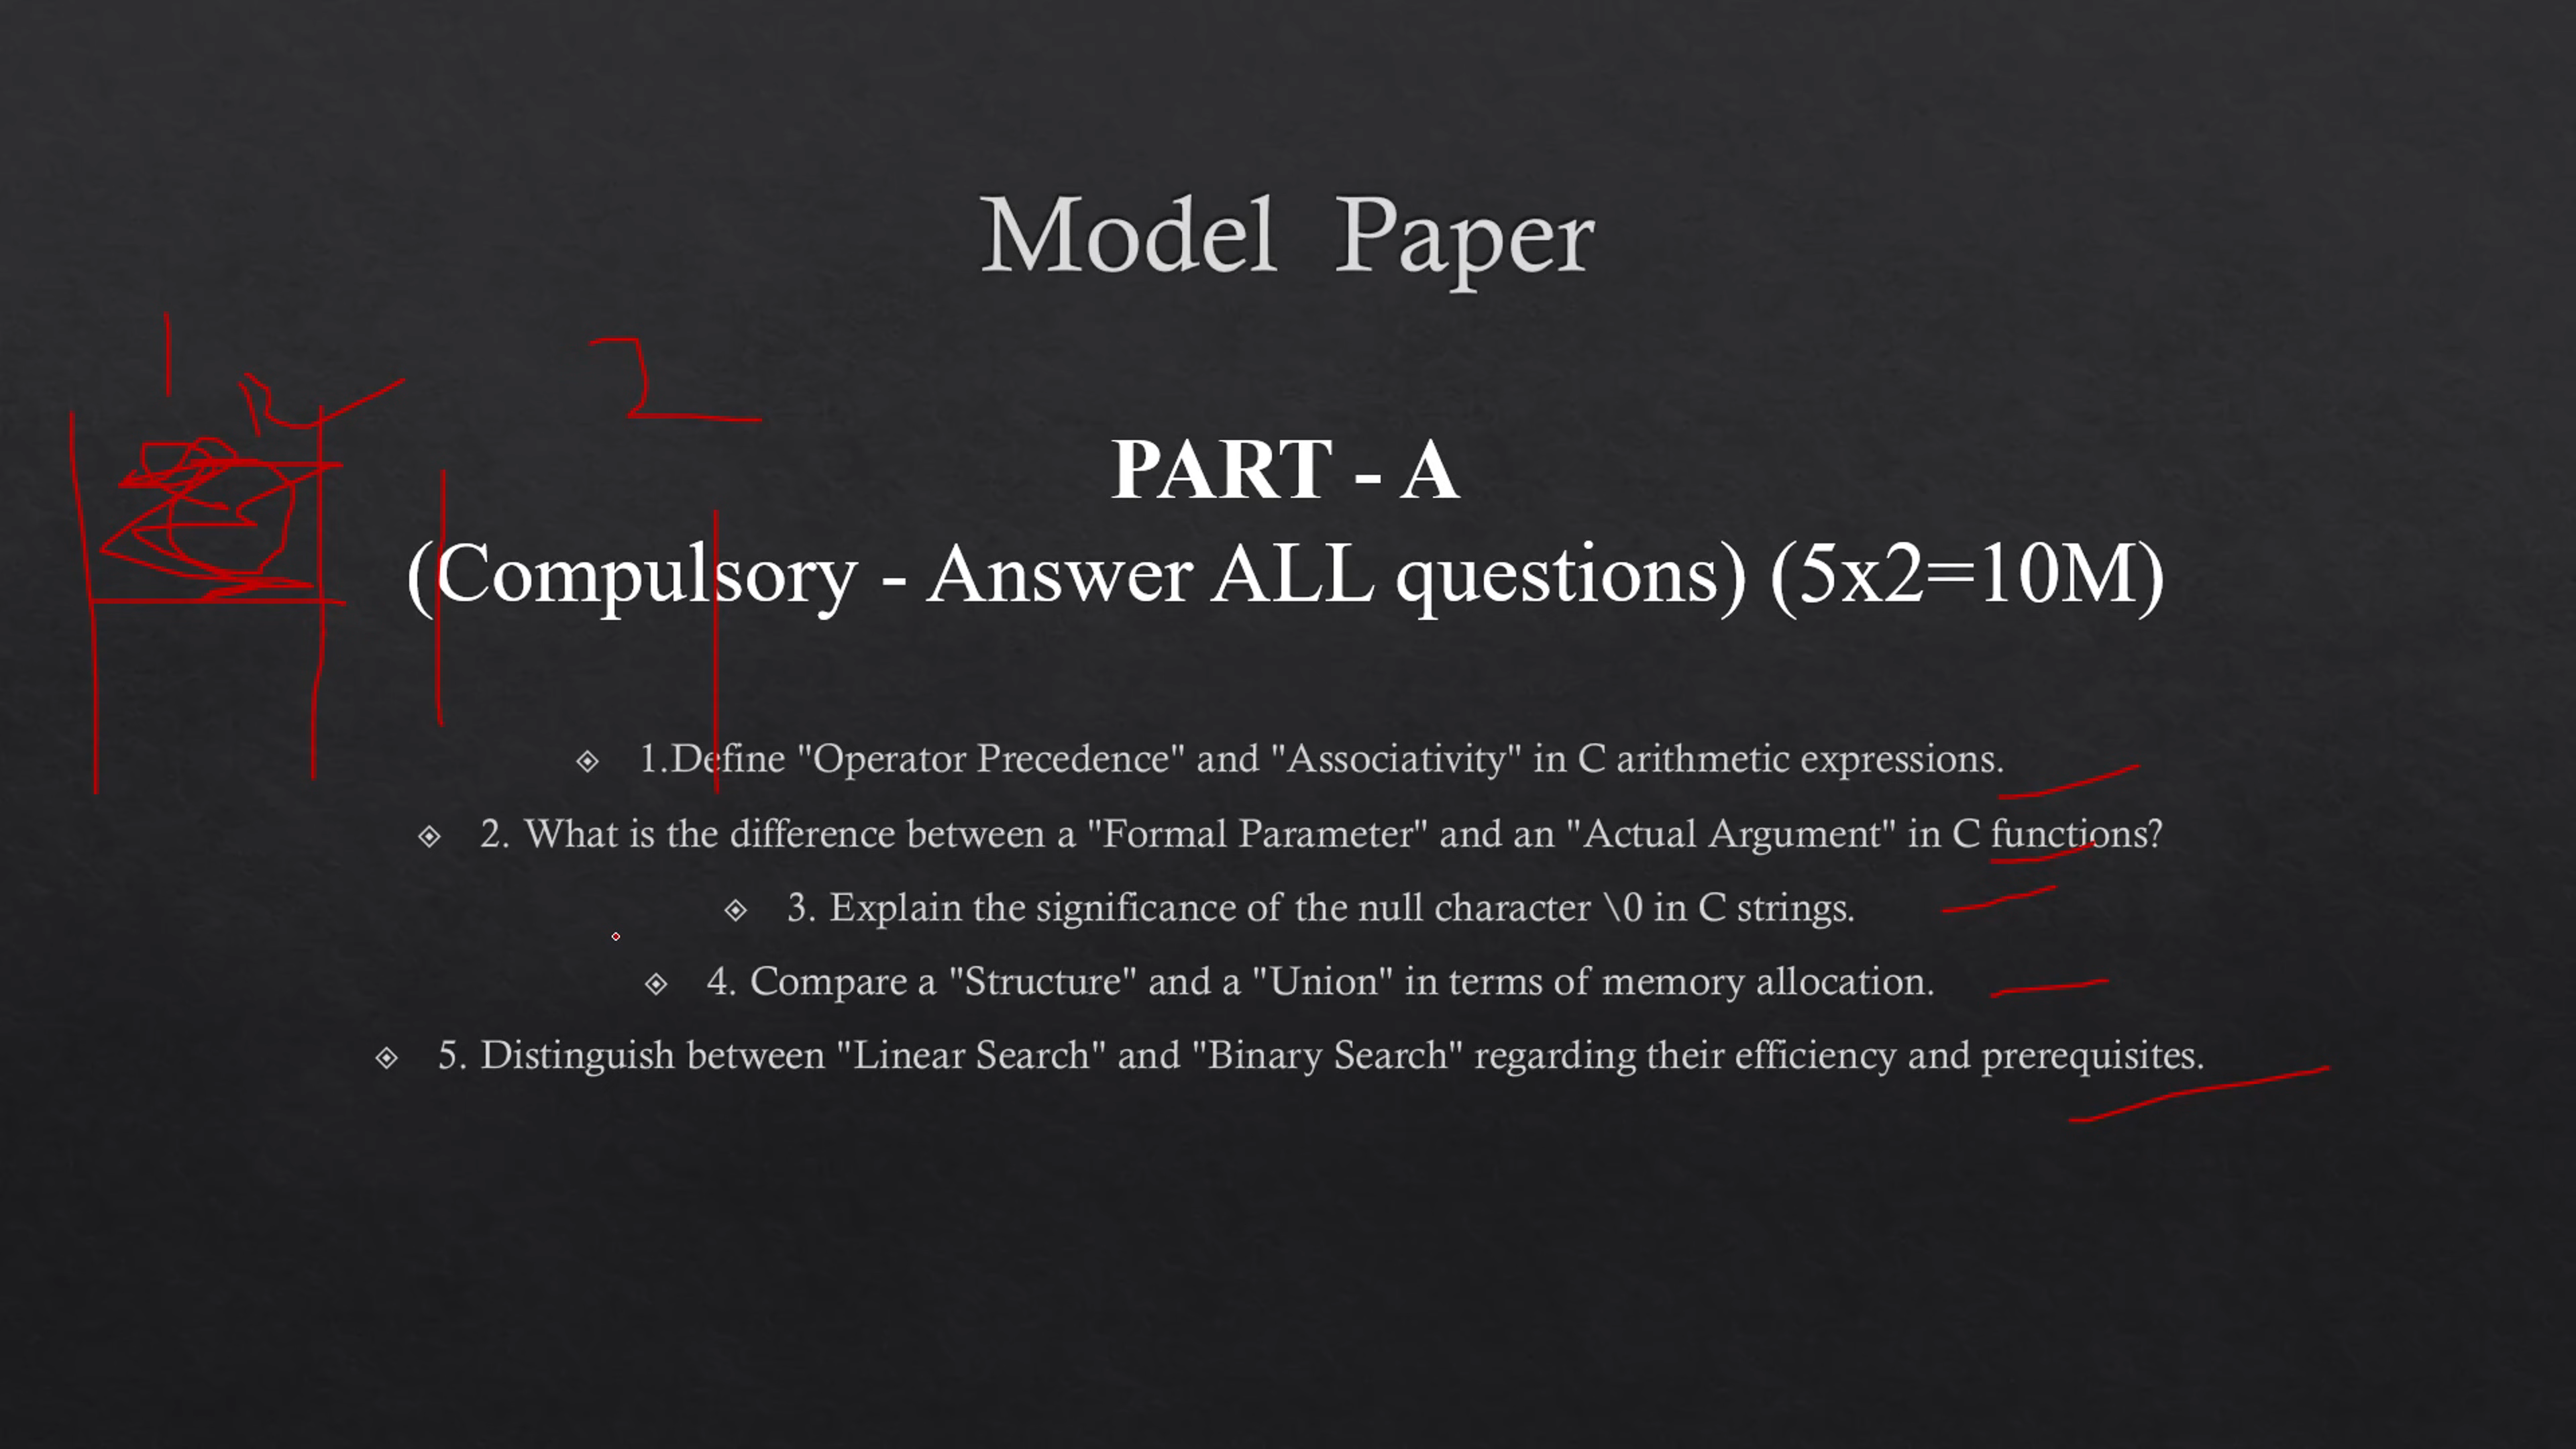 Model Paper
1
2
PART - A
(Compulsory - Answer ALL questions) (5x2=10M)
1.Define "Operator Precedence" and "Associativity" in C arithmetic expressions.
2. What is the difference between a "Formal Parameter" and an "Actual Argument" in C functions?
3. Explain the significance of the null character \0 in C strings.
4. Compare a "Structure" and a "Union" in terms of memory allocation.
5. Distinguish between "Linear Search" and "Binary Search" regarding their efficiency and prerequisites.